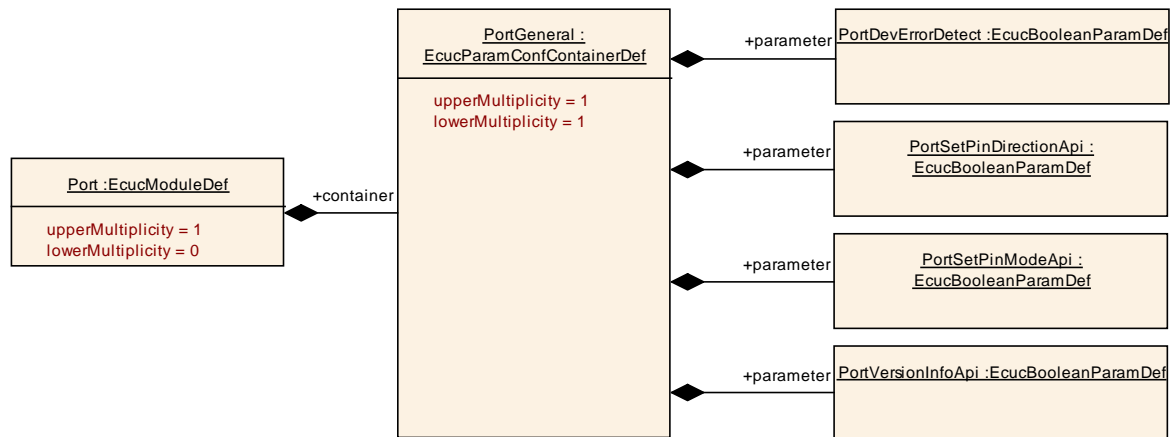 Port :EcucModuleDef
upperMultiplicity = 1
lowerMultiplicity = 0
+container
PortGeneral :
EcucParamConfContainerDef
upperMultiplicity = 1
lowerMultiplicity = 1
+parameter
PortDevErrorDetect :EcucBooleanParamDef
+parameter
PortSetPinDirectionApi :
EcucBooleanParamDef
+parameter
PortSetPinModeApi :
EcucBooleanParamDef
+parameter
PortVersionInfoApi :EcucBooleanParamDef